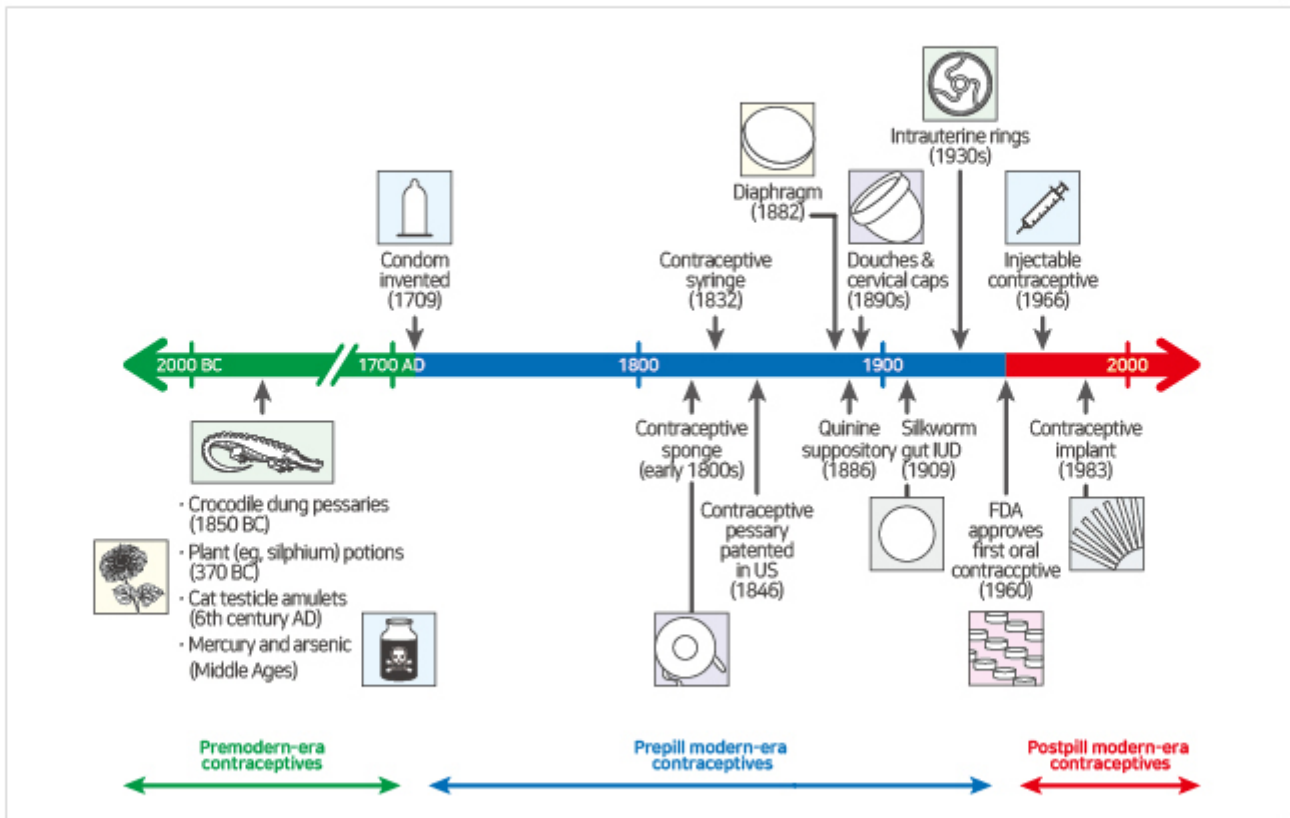 Intrauterine rings
(1930s)
Diaphragm
(1882)
Condom
invented
(1709)
Contraceptive
syringe
(1832)
Douches &
cervical caps
(1890s)
Injectable
contraceptive
(1966)
2000 BC
1700 AD
1800
1900
2000
· Crocodile dung pessaries
(1850 BC)
· Plant (eg, silphium) potions
(370 BC)
· Cat testicle amulets
(6th century AD)
· Mercury and arsenic
(Middle Ages)
Contraceptive
sponge
(early 1800s)
Contraceptive
pessary
patented
in US
(1846)
Quinine
suppository
(1886)
Silkworm
gut IUD
(1909)
FDA
approves
first oral
contraccptive
(1960)
Contraceptive
implant
(1983)
Premodern-era
contraceptives
Prepill modern-era
contraceptives
Postpill modern-era
contraceptives